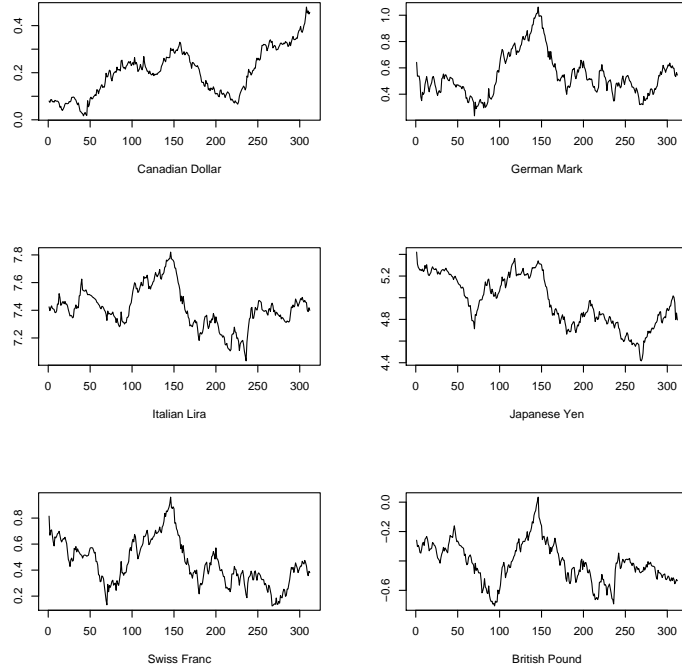 0.0 0.2 0.4
0 50 100 150 200 250 300
Canadian Dollar
0.4 0.6 0.8 1.0
0 50 100 150 200 250 300
German Mark
7.2 7.4 7.6 7.8
0 50 100 150 200 250 300
Italian Lira
4.4 4.8 5.2
0 50 100 150 200 250 300
Japanese Yen
0.2 0.4 0.6 0.8
0 50 100 150 200 250 300
Swiss Franc
−0.6 −0.2 0.0
0 50 100 150 200 250 300
British Pound